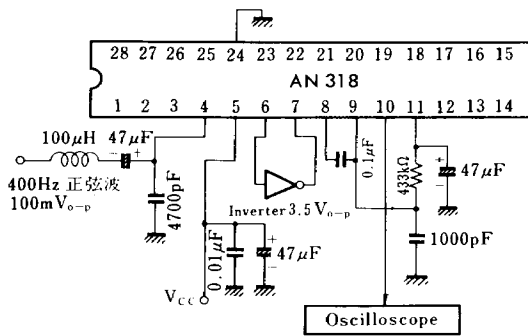 28 27 26 25 24 23 22 21 20 19 18 17 16 15
AN 318
1 2 3 4 5 6 7 8 9 10 11 12 13 14
100μH
47μF
- +
400Hz 正弦波
100mVo-p
4700pF
Inverter 3.5Vo-p
0.1μF
433kΩ
+
47μF
-
0.01μF
+
47μF
-
1000pF
VCC
Oscilloscope